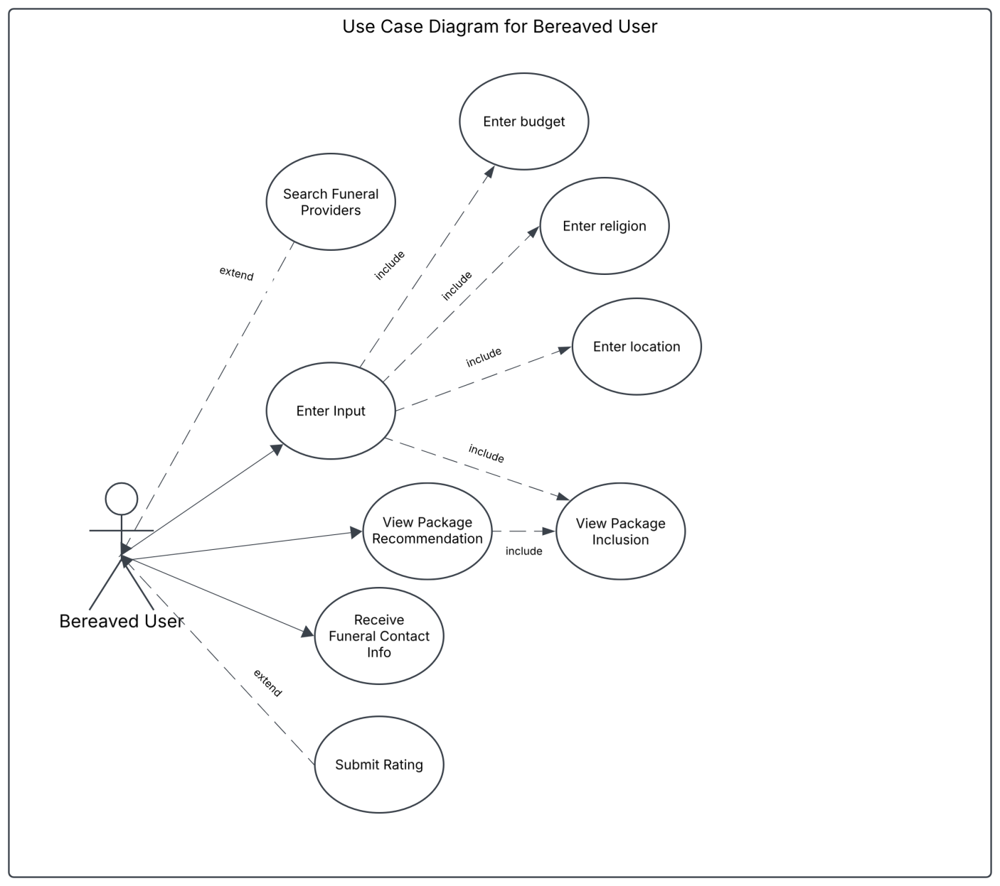 Use Case Diagram for Bereaved User
Enter budget
Search Funeral
Providers
Enter religion
extend
include
include
Enter location
include
Enter Input
include
View Package
Recommendation
View Package
Inclusion
include
Bereaved User
Receive
Funeral Contact
Info
extend
Submit Rating